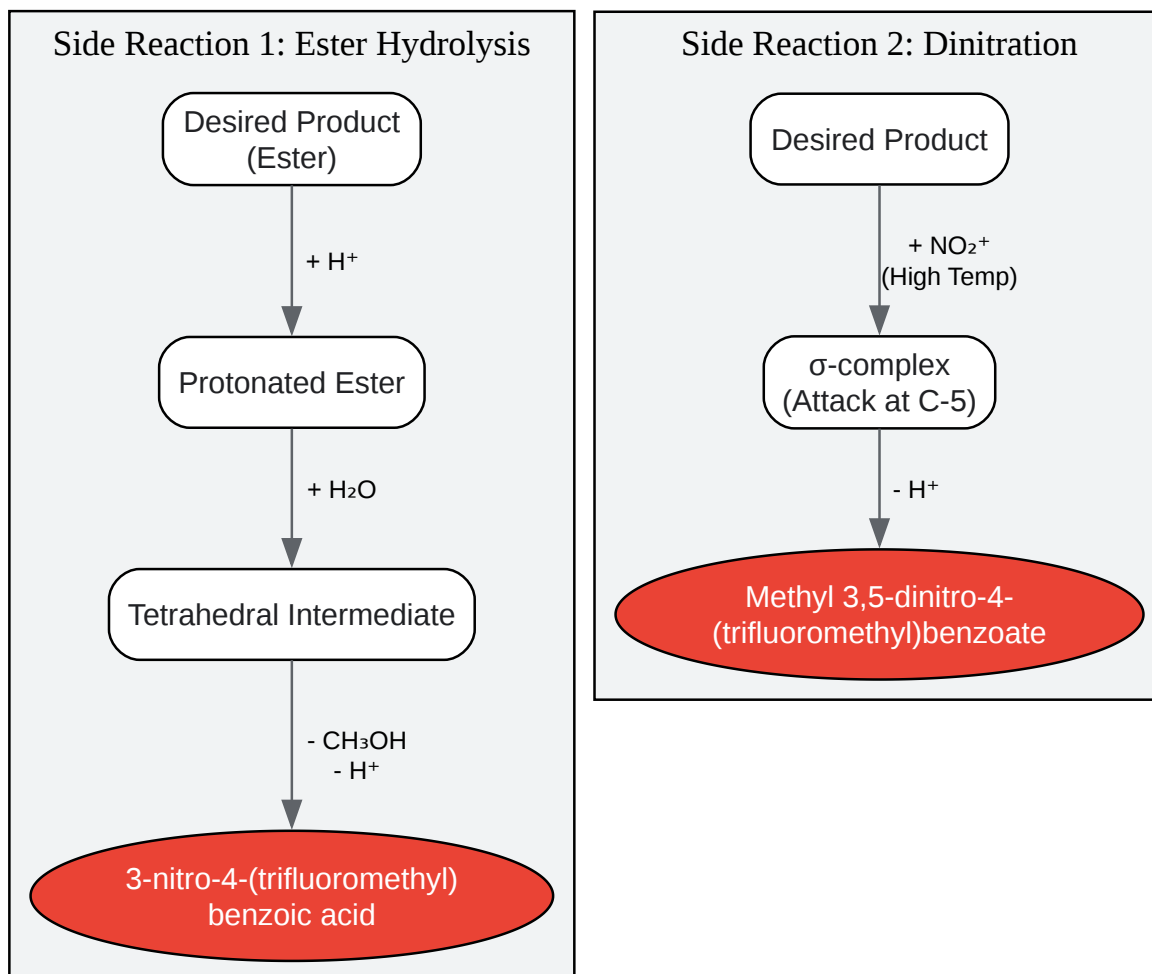 Side Reaction 1: Ester Hydrolysis
Desired Product
(Ester)
+ H⁺
Protonated Ester
+ H₂O
Tetrahedral Intermediate
- CH₃OH
- H⁺
3-nitro-4-(trifluoromethyl)
benzoic acid
Side Reaction 2: Dinitration
Desired Product
+ NO₂⁺
(High Temp)
σ-complex
(Attack at C-5)
- H⁺
Methyl 3,5-dinitro-4-
(trifluoromethyl)benzoate